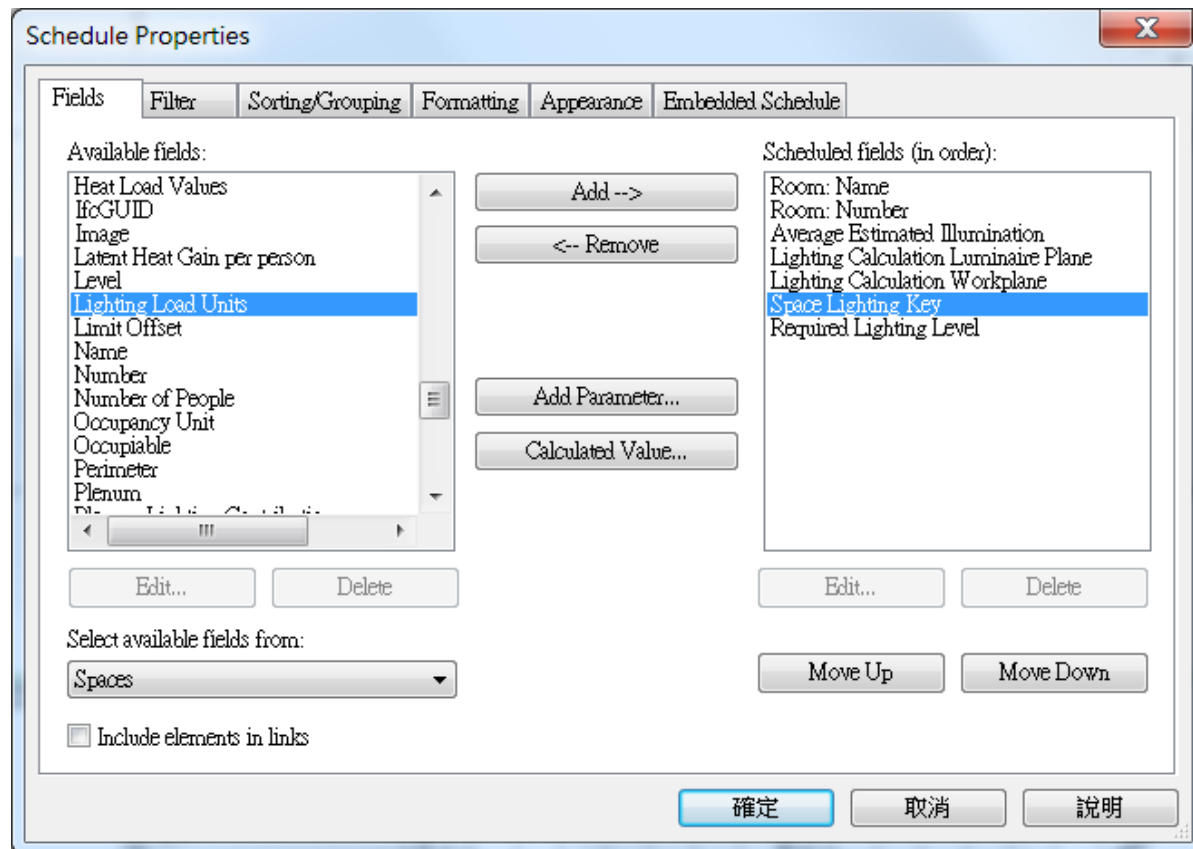 Schedule Properties
Fields Filter Sorting/Grouping Formatting Appearance Embedded Schedule
Available fields:
Heat Load Values
IfcGUID
Image
Latent Heat Gain per person
Level
Lighting Load Units
Limit Offset
Name
Number
Number of People
Occupancy Unit
Occupiable
Perimeter
Plenum
Add -->
<-- Remove
Add Parameter...
Calculated Value...
Scheduled fields (in order):
Room: Name
Room: Number
Average Estimated Illumination
Lighting Calculation Luminaire Plane
Lighting Calculation Workplane
Space Lighting Key
Required Lighting Level
Edit... Delete
Edit... Delete
Select available fields from:
Spaces
Move Up Move Down
Include elements in links
確定 取消 說明